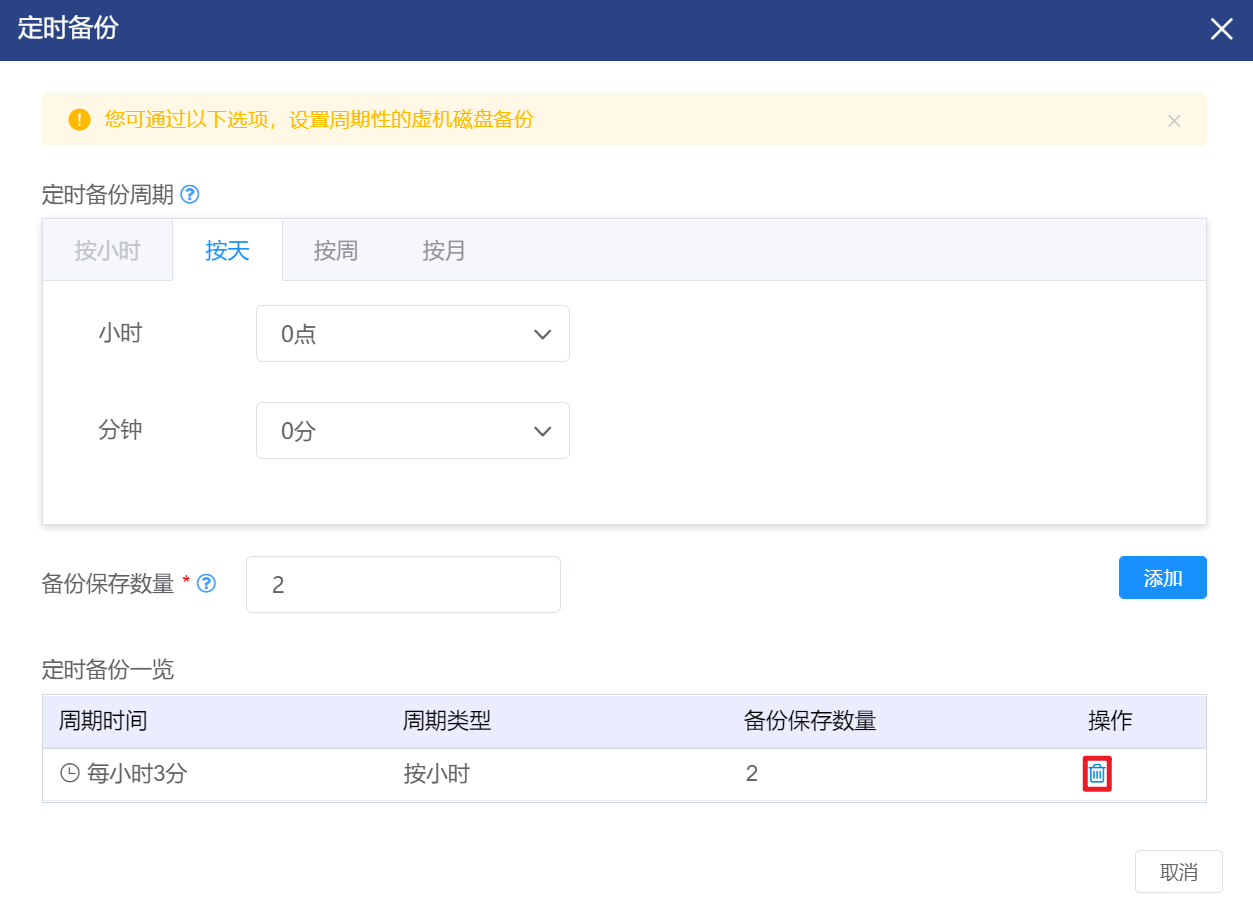 定时备份
您可通过以下选项，设置周期性的虚机磁盘备份
定时备份周期
按小时 按天 按周 按月
小时 0点
分钟 0分
备份保存数量 * 2 添加
定时备份一览
周期时间 周期类型 备份保存数量 操作
每小时3分 按小时 2
取消